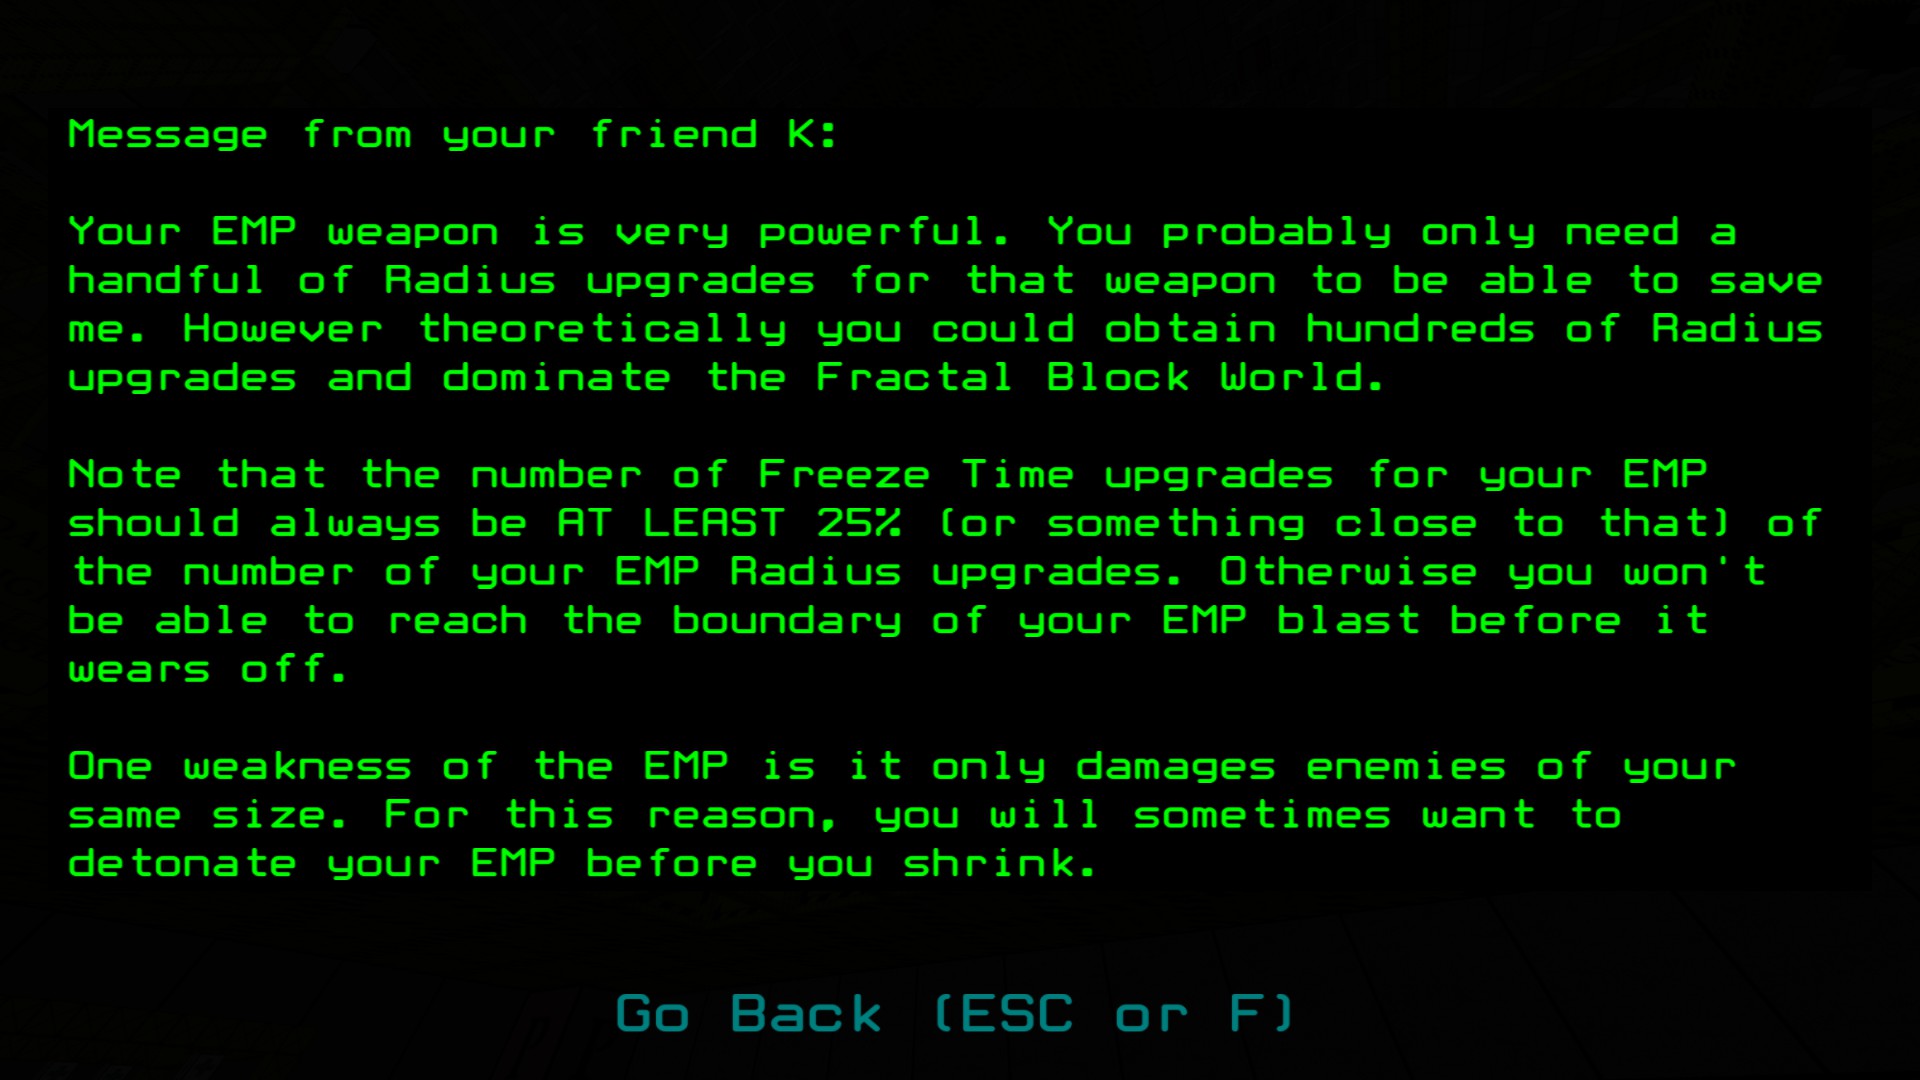 Message from your friend K:
Your EMP weapon is very powerful. You probably only need a
handful of Radius upgrades for that weapon to be able to save
me. However theoretically you could obtain hundreds of Radius
upgrades and dominate the Fractal Block World.
Note that the number of Freeze Time upgrades for your EMP
should always be AT LEAST 25% (or something close to that) of
the number of your EMP Radius upgrades. Otherwise you won't
be able to reach the boundary of your EMP blast before it
wears off.
One weakness of the EMP is it only damages enemies of your
same size. For this reason, you will sometimes want to
detonate your EMP before you shrink.
Go Back (ESC or F)